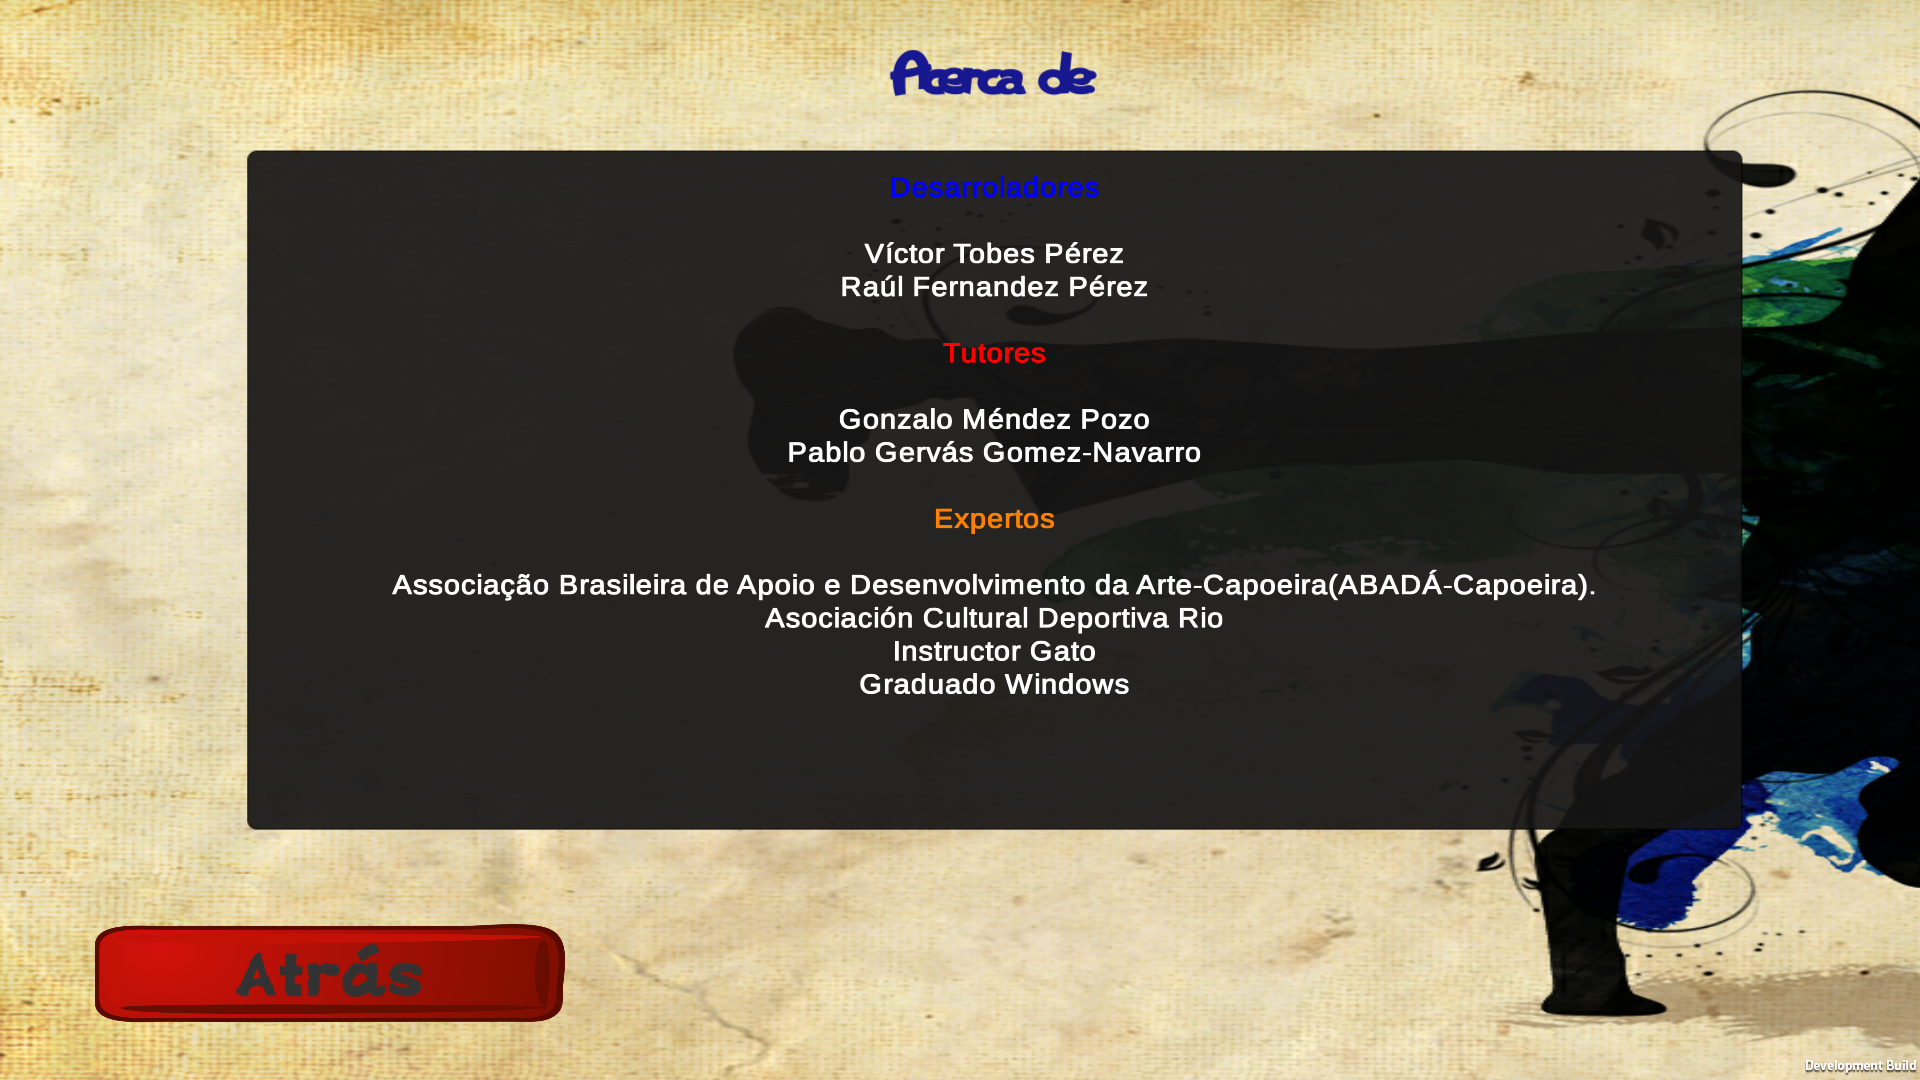 Acerca de
Desarroladores
Víctor Tobes Pérez
Raúl Fernandez Pérez
Tutores
Gonzalo Méndez Pozo
Pablo Gervás Gomez-Navarro
Expertos
Associação Brasileira de Apoio e Desenvolvimento da Arte-Capoeira(ABADÁ-Capoeira).
Asociación Cultural Deportiva Rio
Instructor Gato
Graduado Windows
Atrás
Development Build